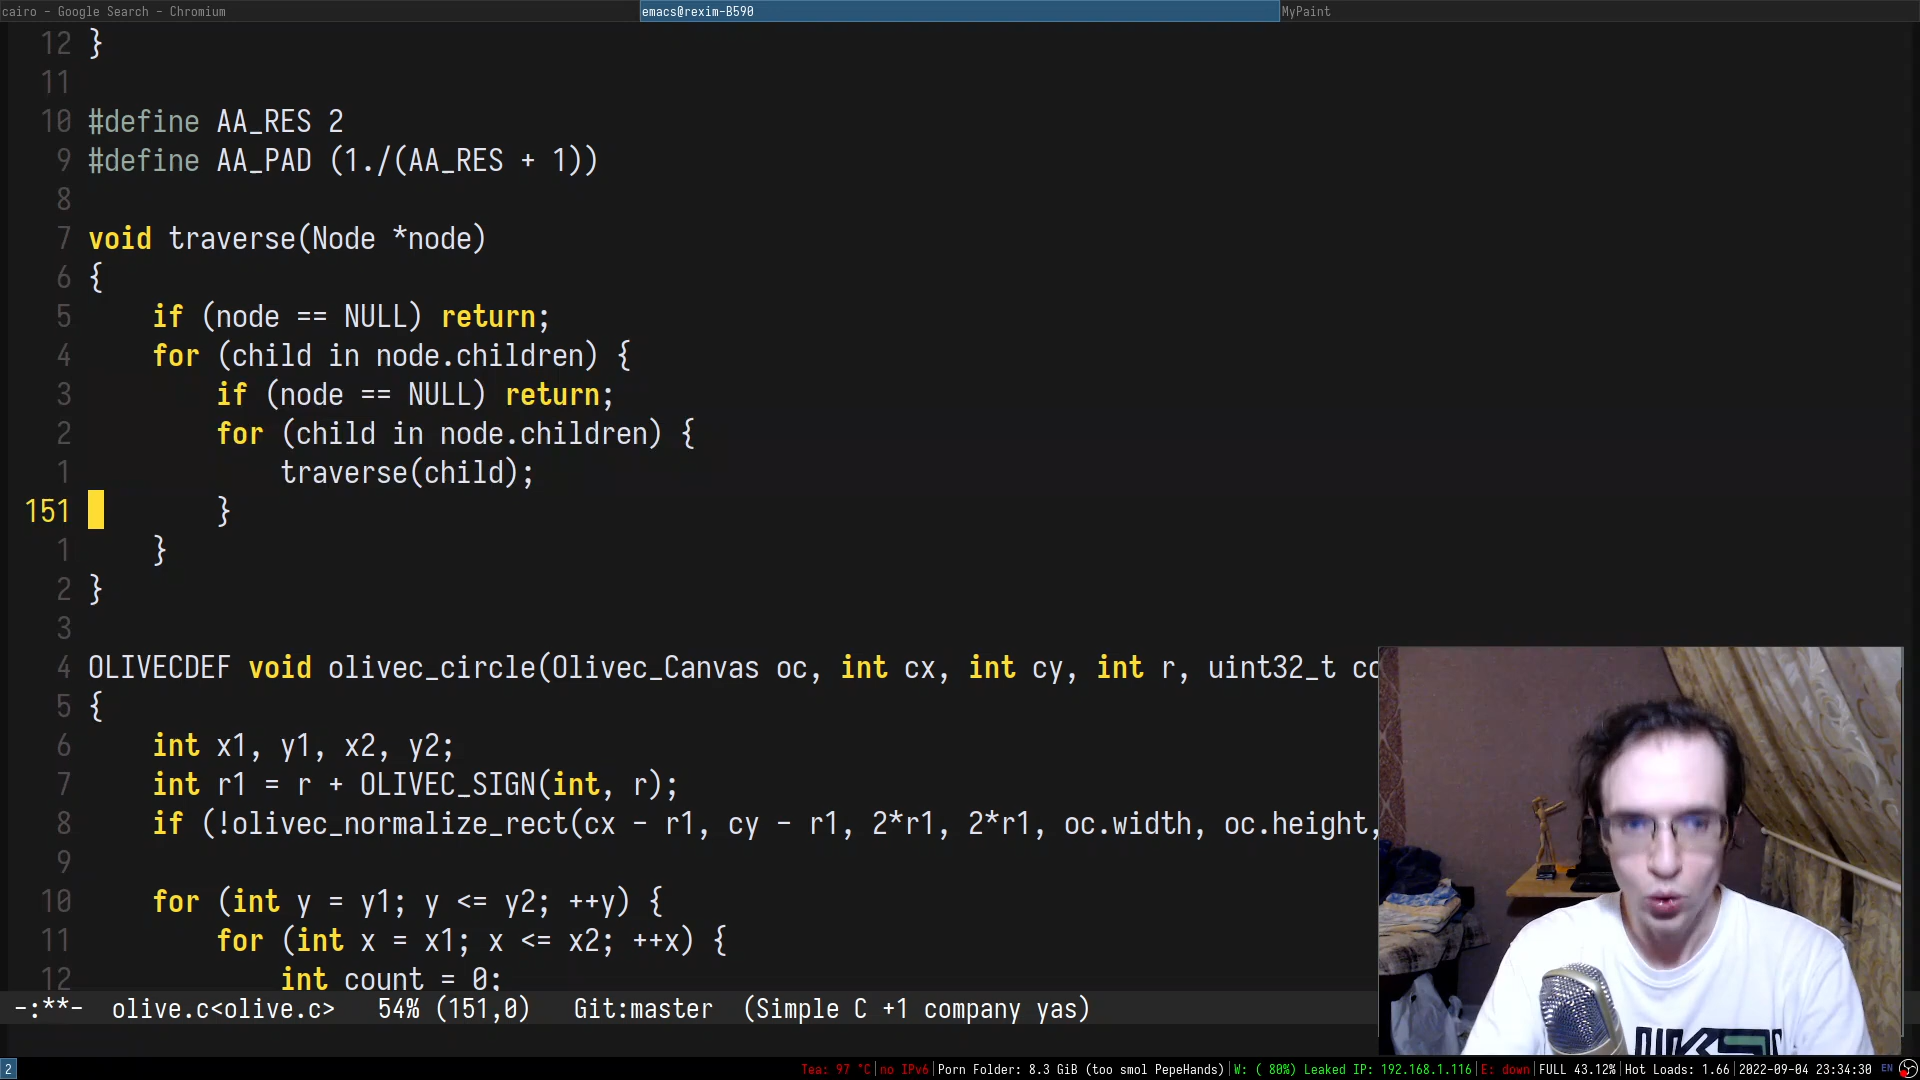 cairo - Google Search - Chromium
emacs@rexim-B590
MyPaint
12 }
11
10 #define AA_RES 2
9 #define AA_PAD (1./(AA_RES + 1))
8
7 void traverse(Node *node)
6 {
5 if (node == NULL) return;
4 for (child in node.children) {
3 if (node == NULL) return;
2 for (child in node.children) {
1 traverse(child);
151 }
1 }
2 }
3
4 OLIVECDEF void olivec_circle(Olivec_Canvas oc, int cx, int cy, int r, uint32_t co
5 {
6 int x1, y1, x2, y2;
7 int r1 = r + OLIVEC_SIGN(int, r);
8 if (!olivec_normalize_rect(cx - r1, cy - r1, 2*r1, 2*r1, oc.width, oc.height,
9
10 for (int y = y1; y <= y2; ++y) {
11 for (int x = x1; x <= x2; ++x) {
12 int count = 0;
-:**- olive.c<olive.c> 54% (151,0) Git:master (Simple C +1 company yas)
2
Tea: 97 °C|no IPv6|Porn Folder: 8.3 GiB (too smol PepeHands)|W: ( 80%) Leaked IP: 192.168.1.116|E: down|FULL 43.12%|Hot Loads: 1.66|2022-09-04 23:34:30 EN